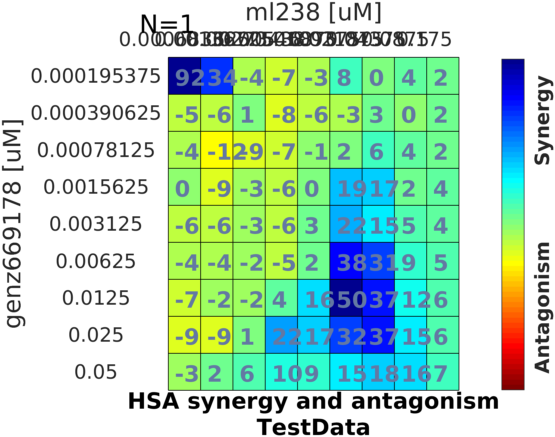 ml238 [uM]
N=1
0.000195375 92 34 -4 -7 -3 8 0 4 2
0.000390625 -5 -6 1 -8 -6 -3 3 0 2
0.00078125 -4 -12 -9 -7 -1 2 6 4 2
0.0015625 0 -9 -3 -6 0 19 17 2 4
0.003125 -6 -6 -3 -6 3 22 15 5 4
0.00625 -4 -4 -2 -5 2 38 31 9 5
0.0125 -7 -2 -2 4 16 50 37 12 6
0.025 -9 -9 1 22 17 32 37 15 6
0.05 -3 2 6 10 9 15 18 16 7
genz669178 [uM]
Synergy
Antagonism
HSA synergy and antagonism
TestData